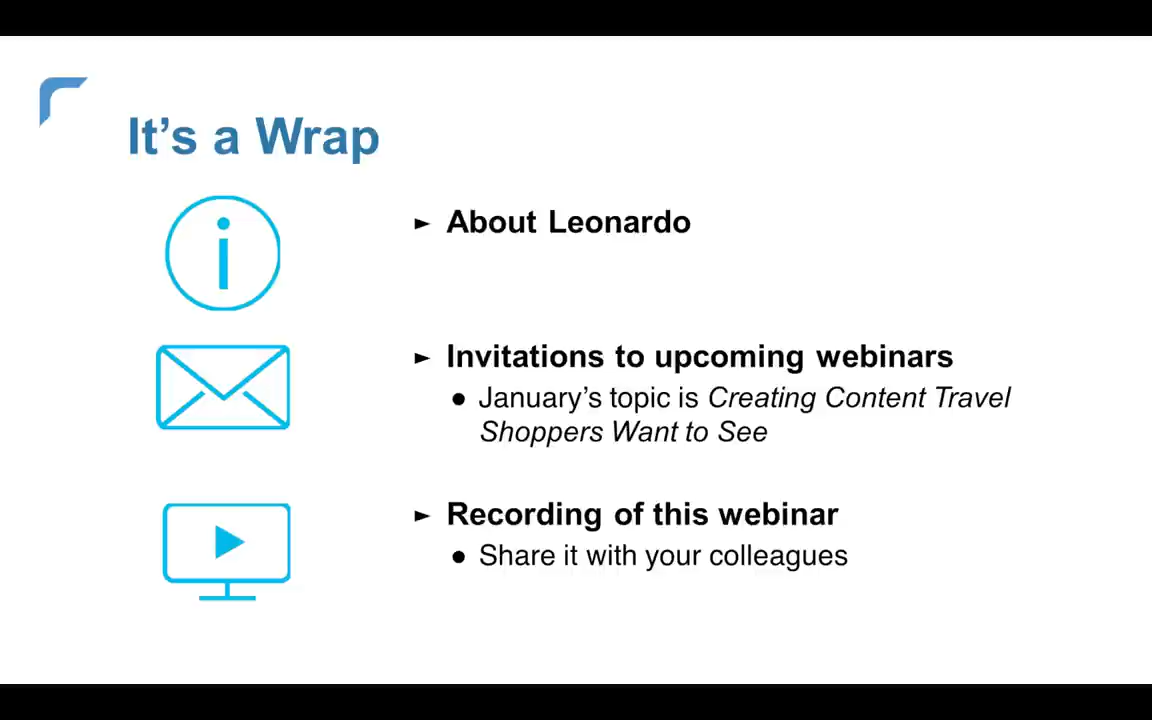 It's a Wrap
► About Leonardo
► Invitations to upcoming webinars
● January's topic is Creating Content Travel
Shoppers Want to See
► Recording of this webinar
● Share it with your colleagues